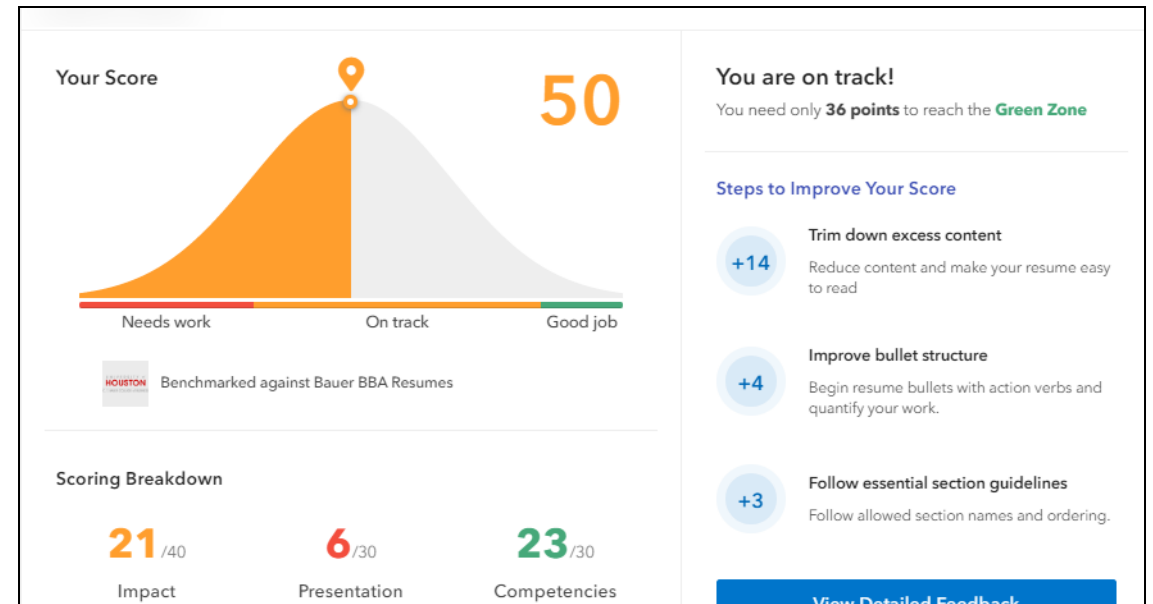 Your Score
50
Needs work
On track
Good job
HOUSTON
Benchmarked against Bauer BBA Resumes
Scoring Breakdown
21/40
6/30
23/30
Impact
Presentation
Competencies
You are on track!
You need only 36 points to reach the Green Zone
Steps to Improve Your Score
+14
Trim down excess content
Reduce content and make your resume easy
to read
+4
Improve bullet structure
Begin resume bullets with action verbs and
quantify your work.
+3
Follow essential section guidelines
Follow allowed section names and ordering.
View Detailed Feedback